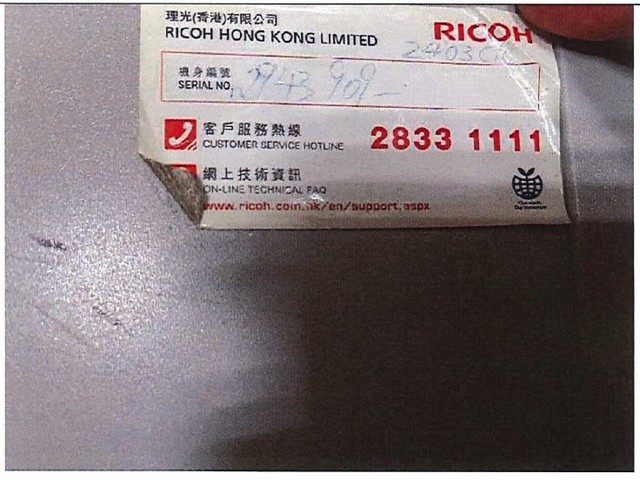 理光(香港)有限公司
RICOH HONG KONG LIMITED
RICOH
機身編號
SERIAL NO.
客戶服務熱線
CUSTOMER SERVICE HOTLINE
2833 1111
網上技術資訊
ON-LINE TECHNICAL FAQ
www.ricoh.com.hk/en/support.aspx